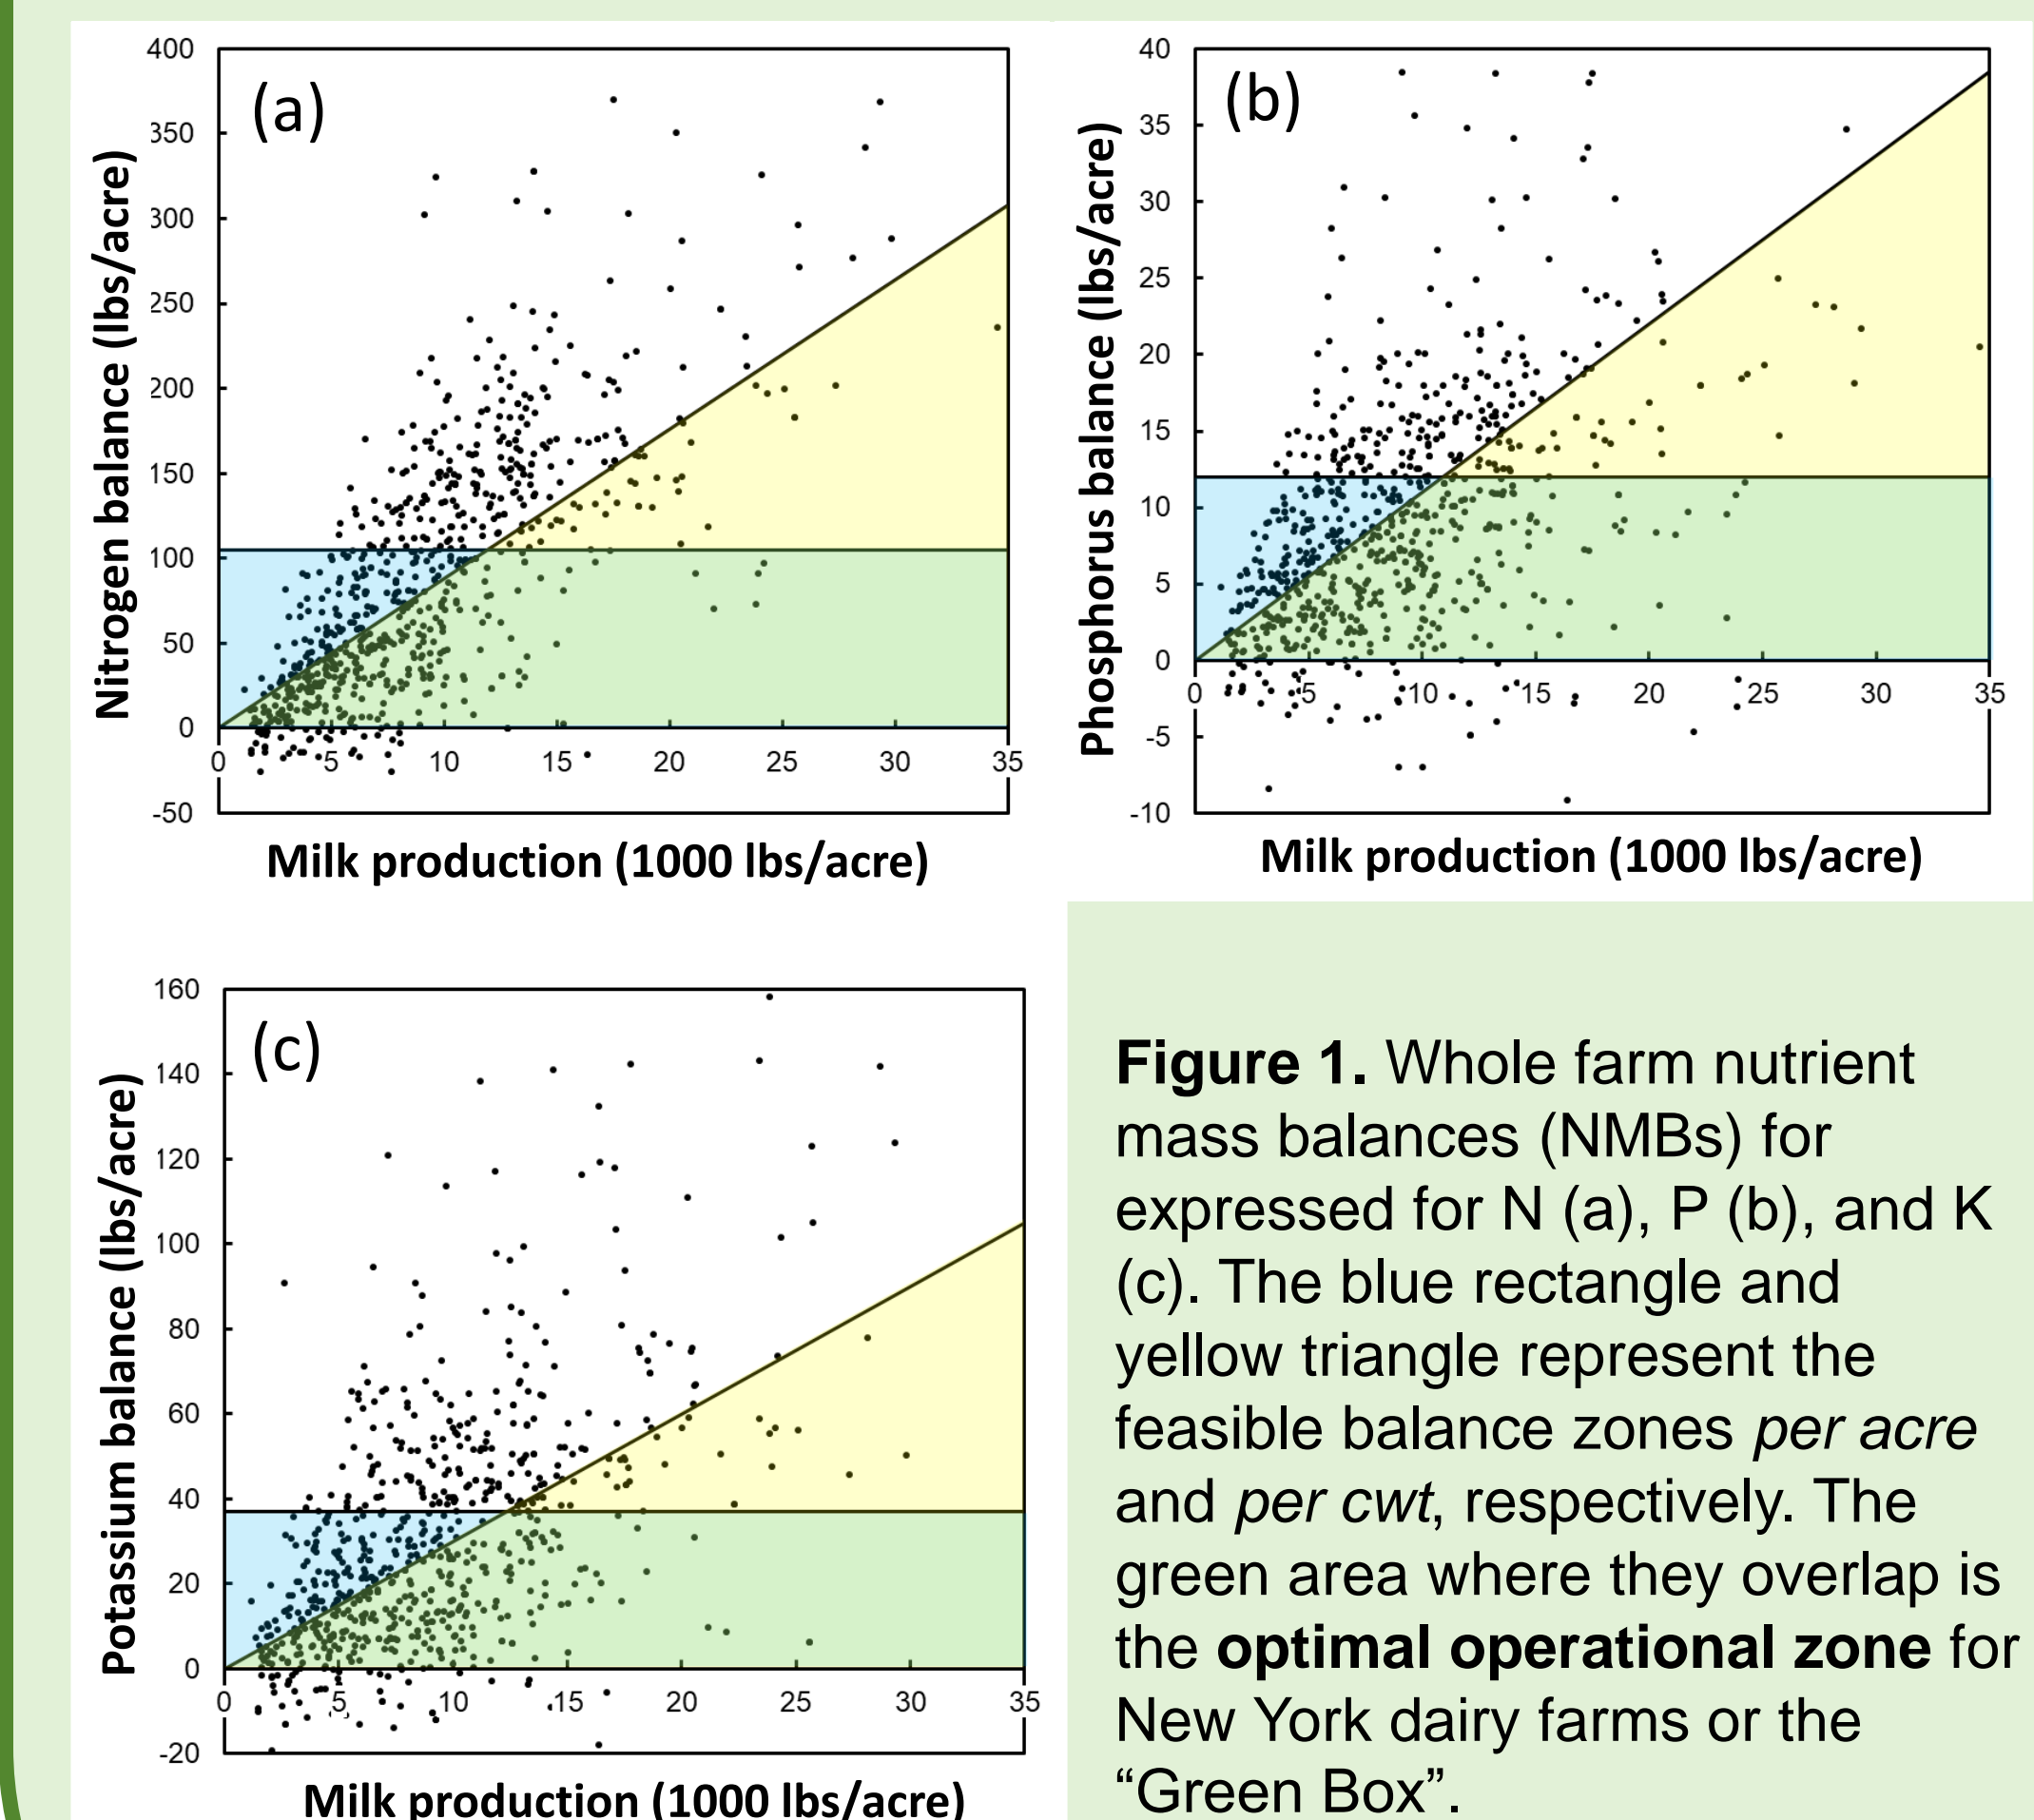 (a)
400
350
300
250
200
150
100
50
0
-50
0 5 10 15 20 25 30 35
Nitrogen balance (lbs/acre)
Milk production (1000 lbs/acre)
(b)
40
35
30
25
20
15
10
5
0
-5
-10
0 5 10 15 20 25 30 35
Phosphorus balance (lbs/acre)
Milk production (1000 lbs/acre)
(c)
160
140
120
100
80
60
40
20
0
-20
0 5 10 15 20 25 30 35
Potassium balance (lbs/acre)
Milk production (1000 lbs/acre)
Figure 1. Whole farm nutrient
mass balances (NMBs) for
expressed for N (a), P (b), and K
(c). The blue rectangle and
yellow triangle represent the
feasible balance zones per acre
and per cwt, respectively. The
green area where they overlap is
the optimal operational zone for
New York dairy farms or the
“Green Box”.